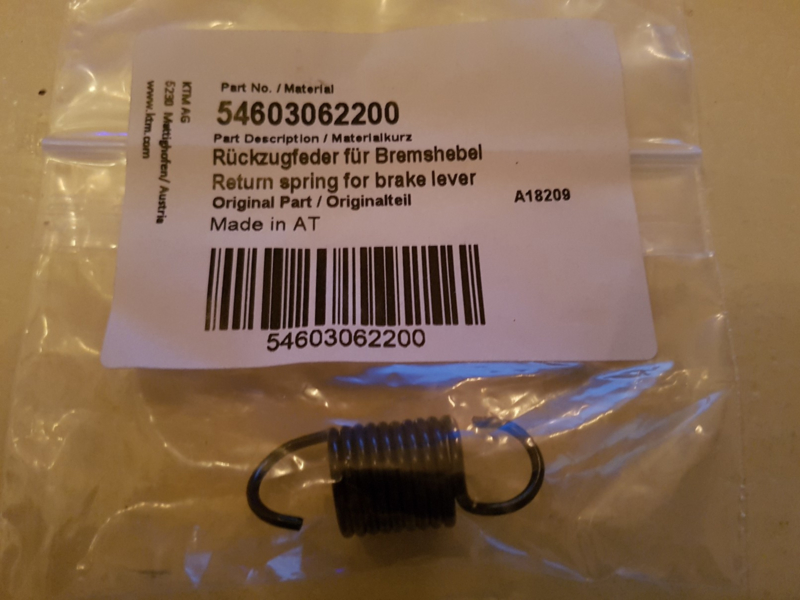 KTM AG
5230 Mattighofen/ Austria
www.ktm.com
Part No. / Material
54603062200
Part Description / Materialkurz
Rückzugfeder für Bremshebel
Return spring for brake lever
Original Part / Originalteil
A18209
Made in AT
54603062200